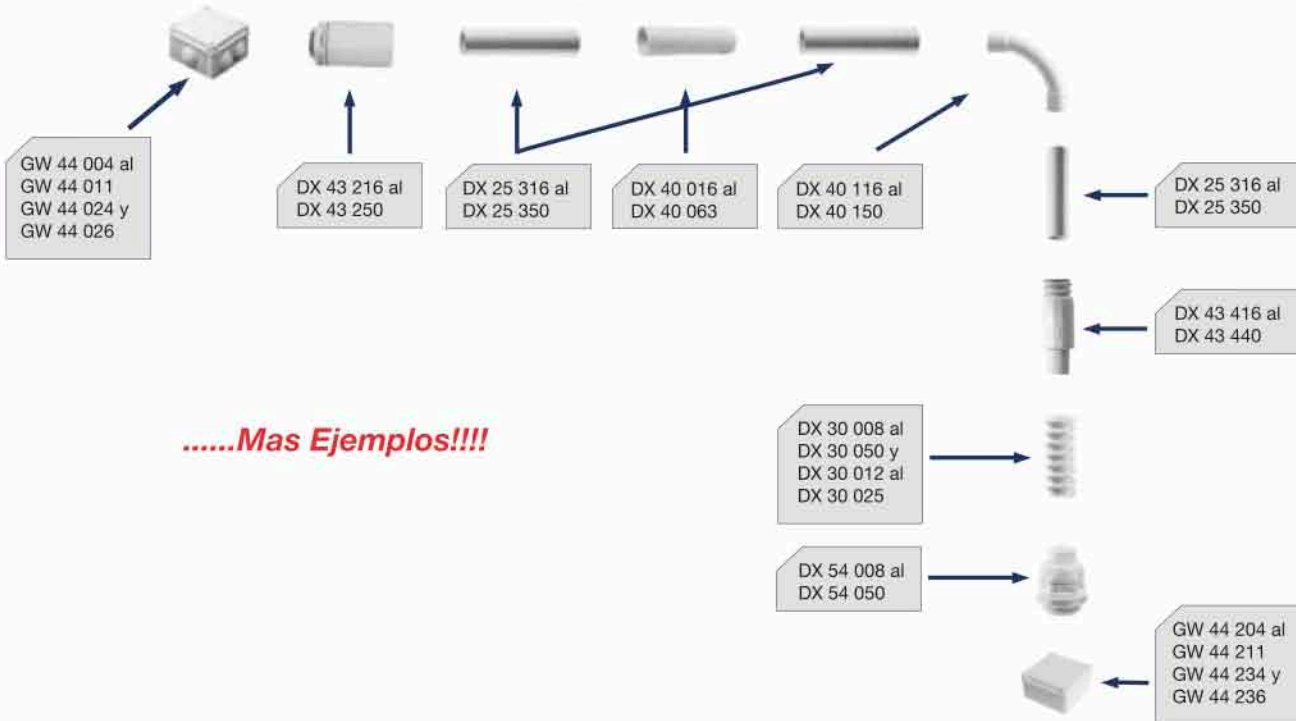 GW 44 004 al
GW 44 011
GW 44 024 y
GW 44 026
DX 43 216 al
DX 43 250
DX 25 316 al
DX 25 350
DX 40 016 al
DX 40 063
DX 40 116 al
DX 40 150
DX 25 316 al
DX 25 350
DX 43 416 al
DX 43 440
......Mas Ejemplos!!!!
DX 30 008 al
DX 30 050 y
DX 30 012 al
DX 30 025
DX 54 008 al
DX 54 050
GW 44 204 al
GW 44 211
GW 44 234 y
GW 44 236